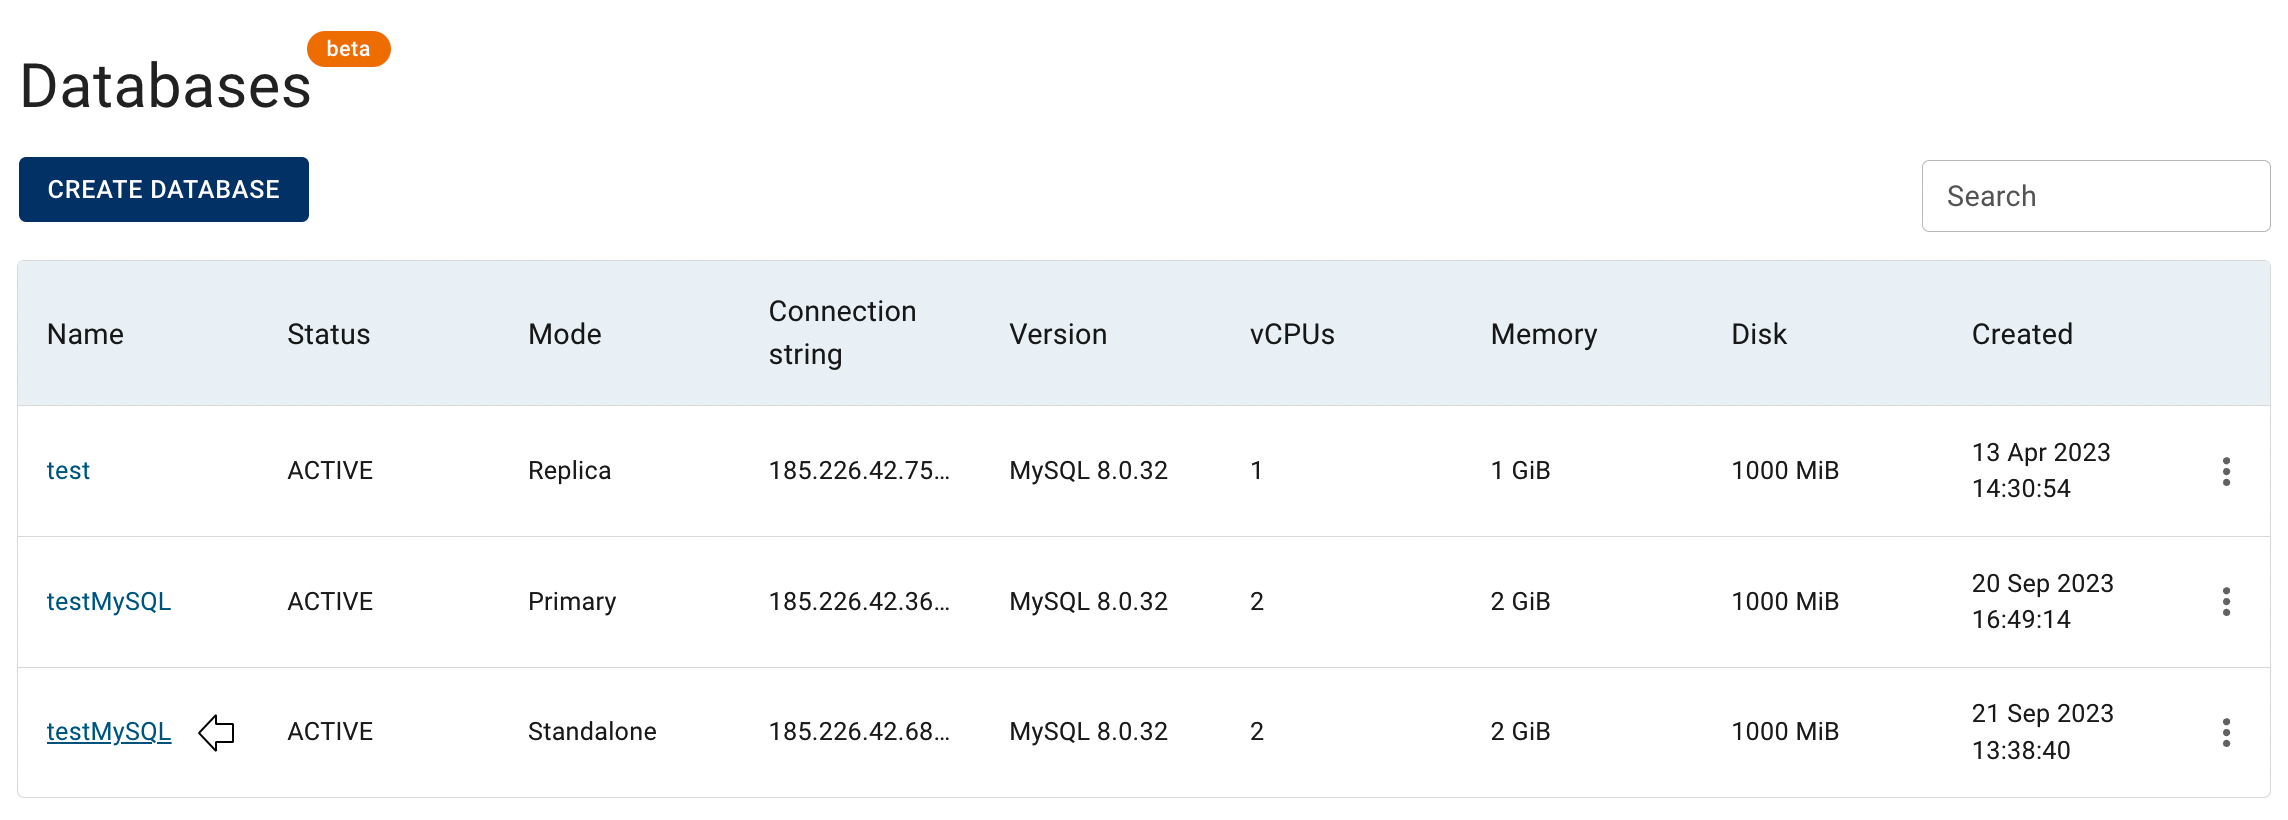 Databases beta
CREATE DATABASE
Search
Name Status Mode Connection string Version vCPUs Memory Disk Created
test ACTIVE Replica 185.226.42.75... MySQL 8.0.32 1 1 GiB 1000 MiB 13 Apr 2023 14:30:54
testMySQL ACTIVE Primary 185.226.42.36... MySQL 8.0.32 2 2 GiB 1000 MiB 20 Sep 2023 16:49:14
testMySQL ACTIVE Standalone 185.226.42.68... MySQL 8.0.32 2 2 GiB 1000 MiB 21 Sep 2023 13:38:40